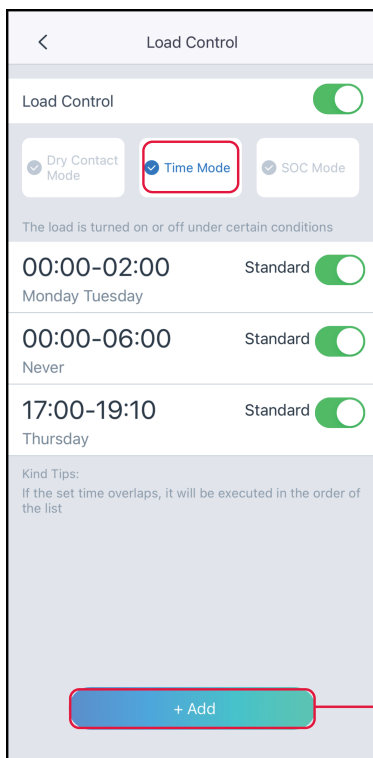 Load Control
Load Control
Dry Contact
Mode
Time Mode
SOC Mode
The load is turned on or off under certain conditions
00:00-02:00
Standard
Monday Tuesday
00:00-06:00
Standard
Never
17:00-19:10
Standard
Thursday
Kind Tips:
If the set time overlaps, it will be executed in the order of
the list
+ Add